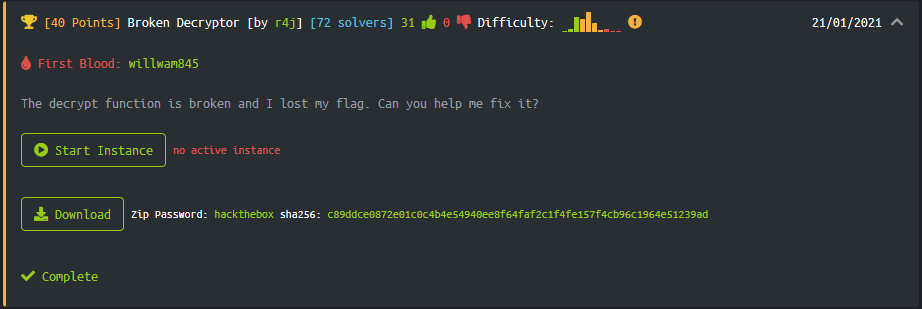 [40 Points] Broken Decryptor [by r4j] [72 solvers] 31 0 Difficulty: 21/01/2021
First Blood: willwam845
The decrypt function is broken and I lost my flag. Can you help me fix it?
Start Instance no active instance
Download Zip Password: hackthebox sha256: c89ddce0872e01c0c4b4e54940ee8f64faf2c1f4fe157f4cb96c1964e51239ad
Complete